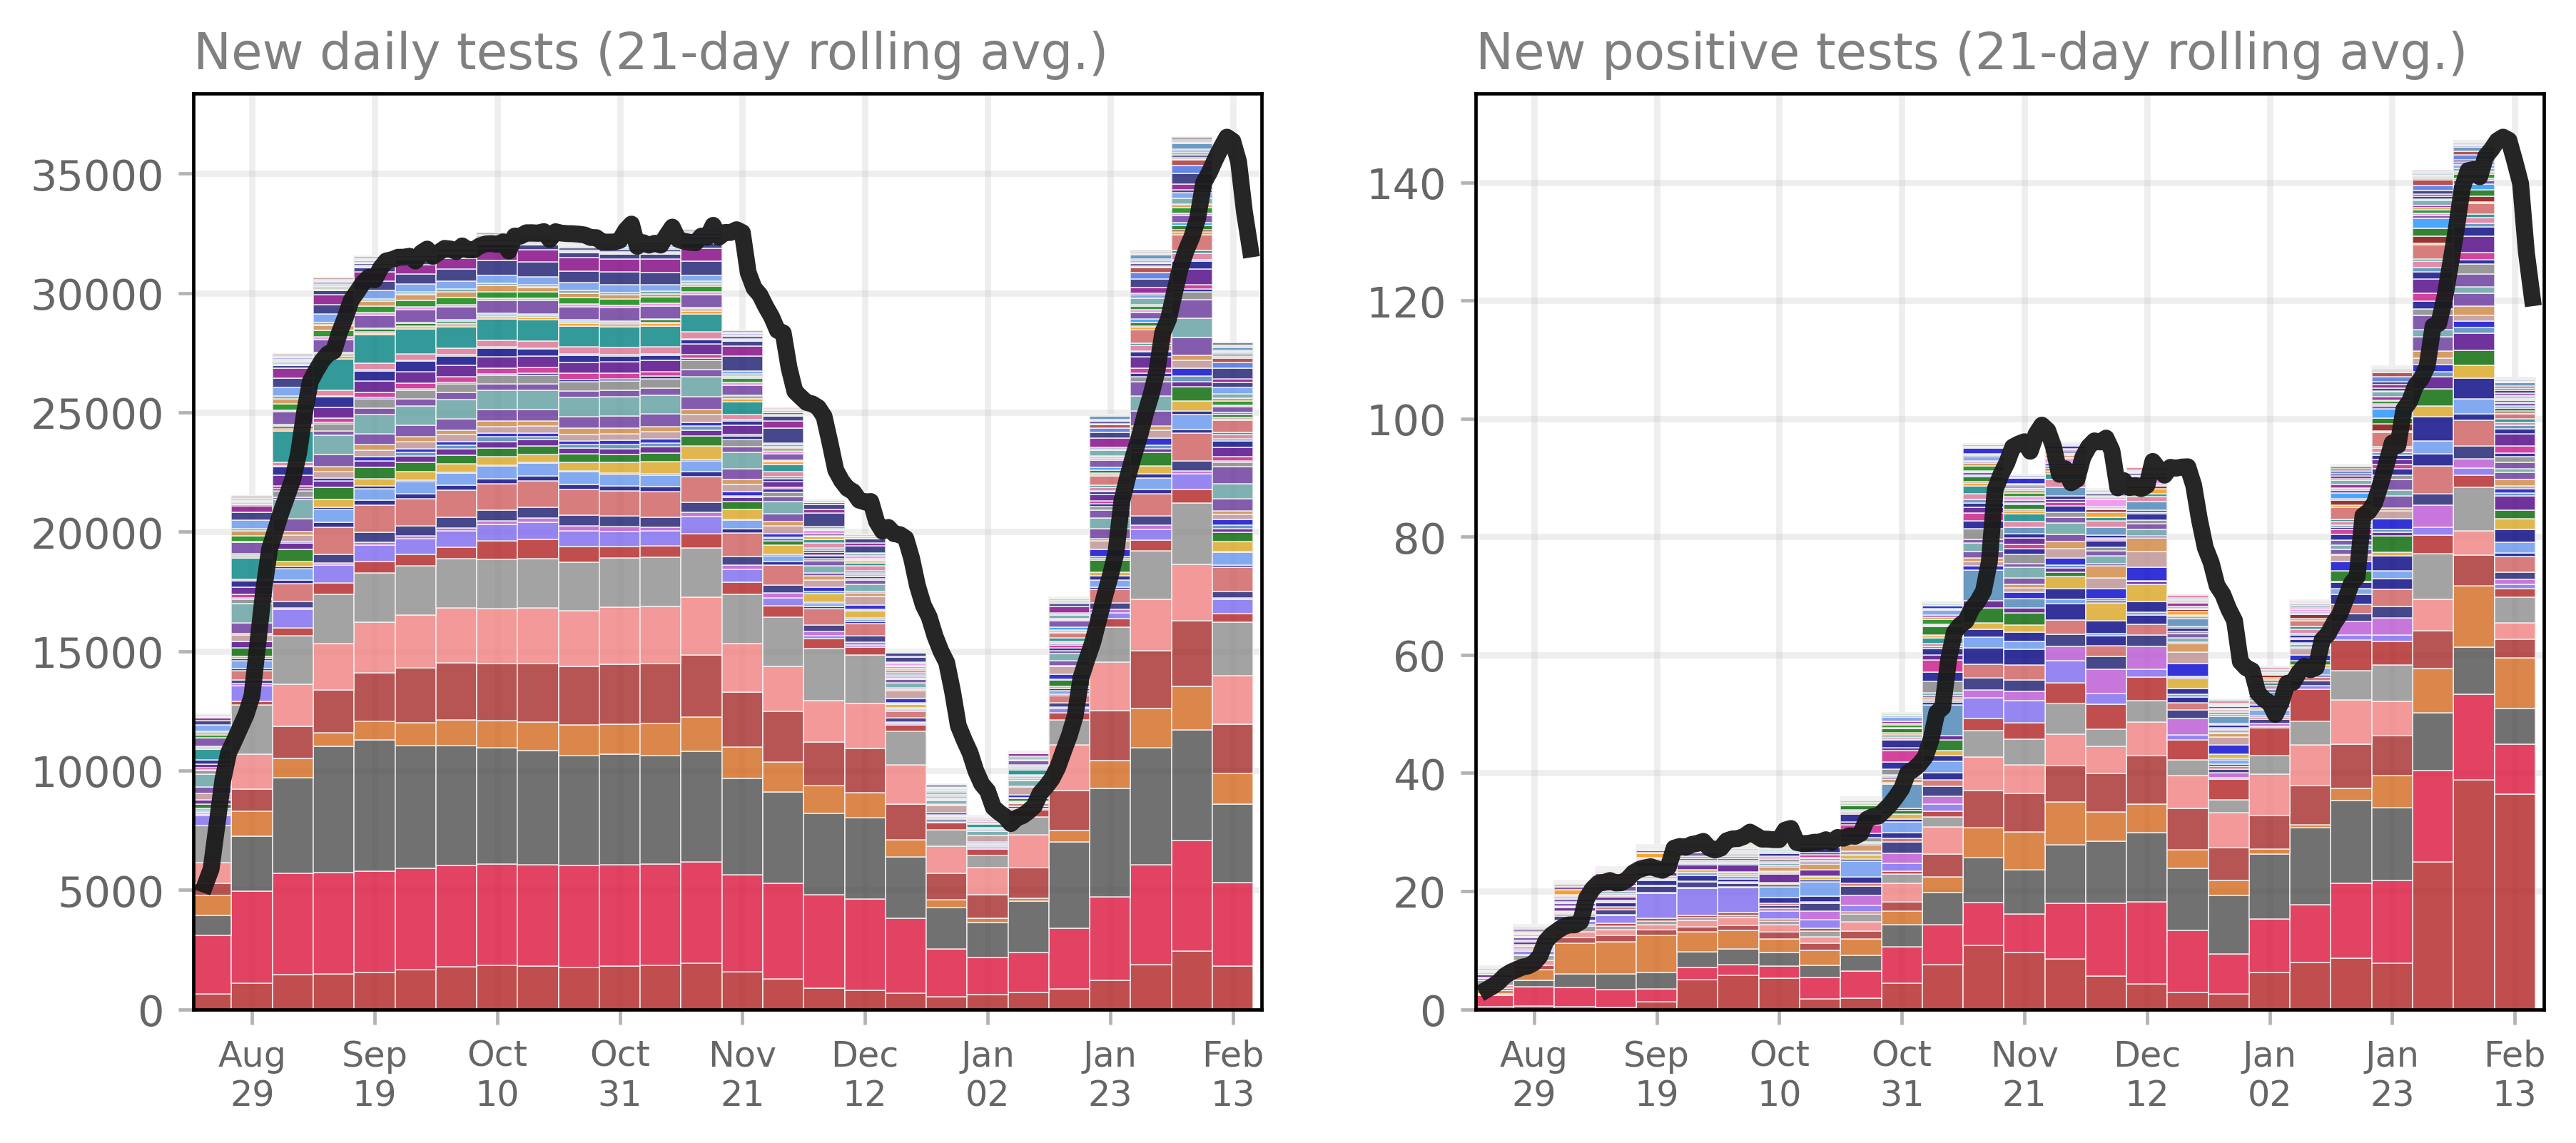 New daily tests (21-day rolling avg.)
35000
30000
25000
20000
15000
10000
5000
0
Aug Sep Oct Oct Nov Dec Jan Jan Feb
29 19 10 31 21 12 02 23 13
New positive tests (21-day rolling avg.)
140
120
100
80
60
40
20
0
Aug Sep Oct Oct Nov Dec Jan Jan Feb
29 19 10 31 21 12 02 23 13